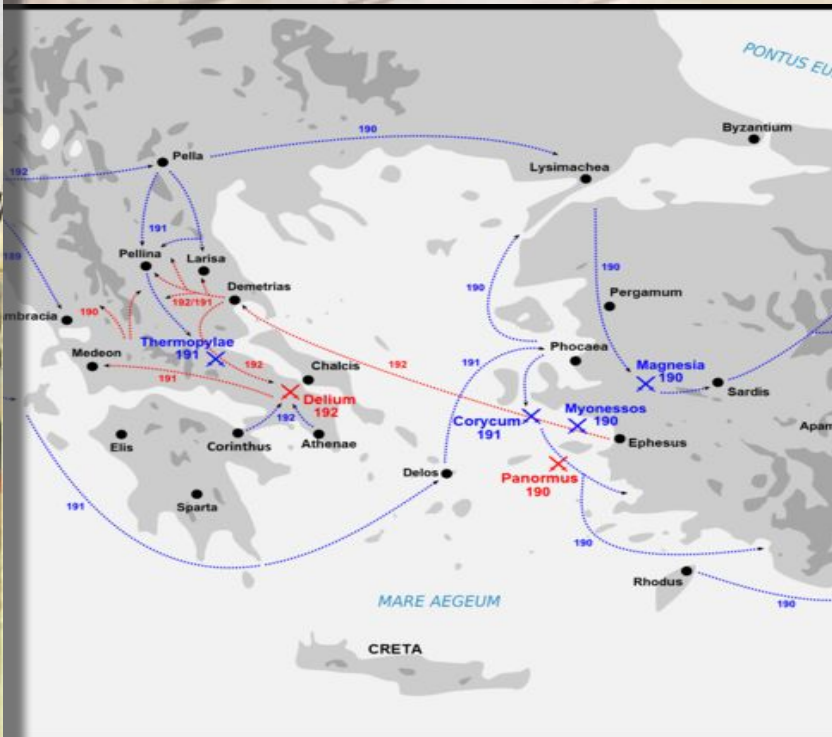 PONTUS EU
190
Byzantium
Pella
Lysimachea
192
191
Pellina
Larisa
189
190
Demetrias
192/191
190
Pergamum
190
mbracia
Thermopylae
191
Phocaea
Medeon
192
192
191
Magnesia
190
Chalcis
191
Sardis
Delium
192
Corycum
191
Myonessos
190
192
Apam
Elis
Corinthus
Athenae
Ephesus
Delos
Panormus
190
Sparta
191
190
Rhodus
190
MARE AEGEUM
CRETA